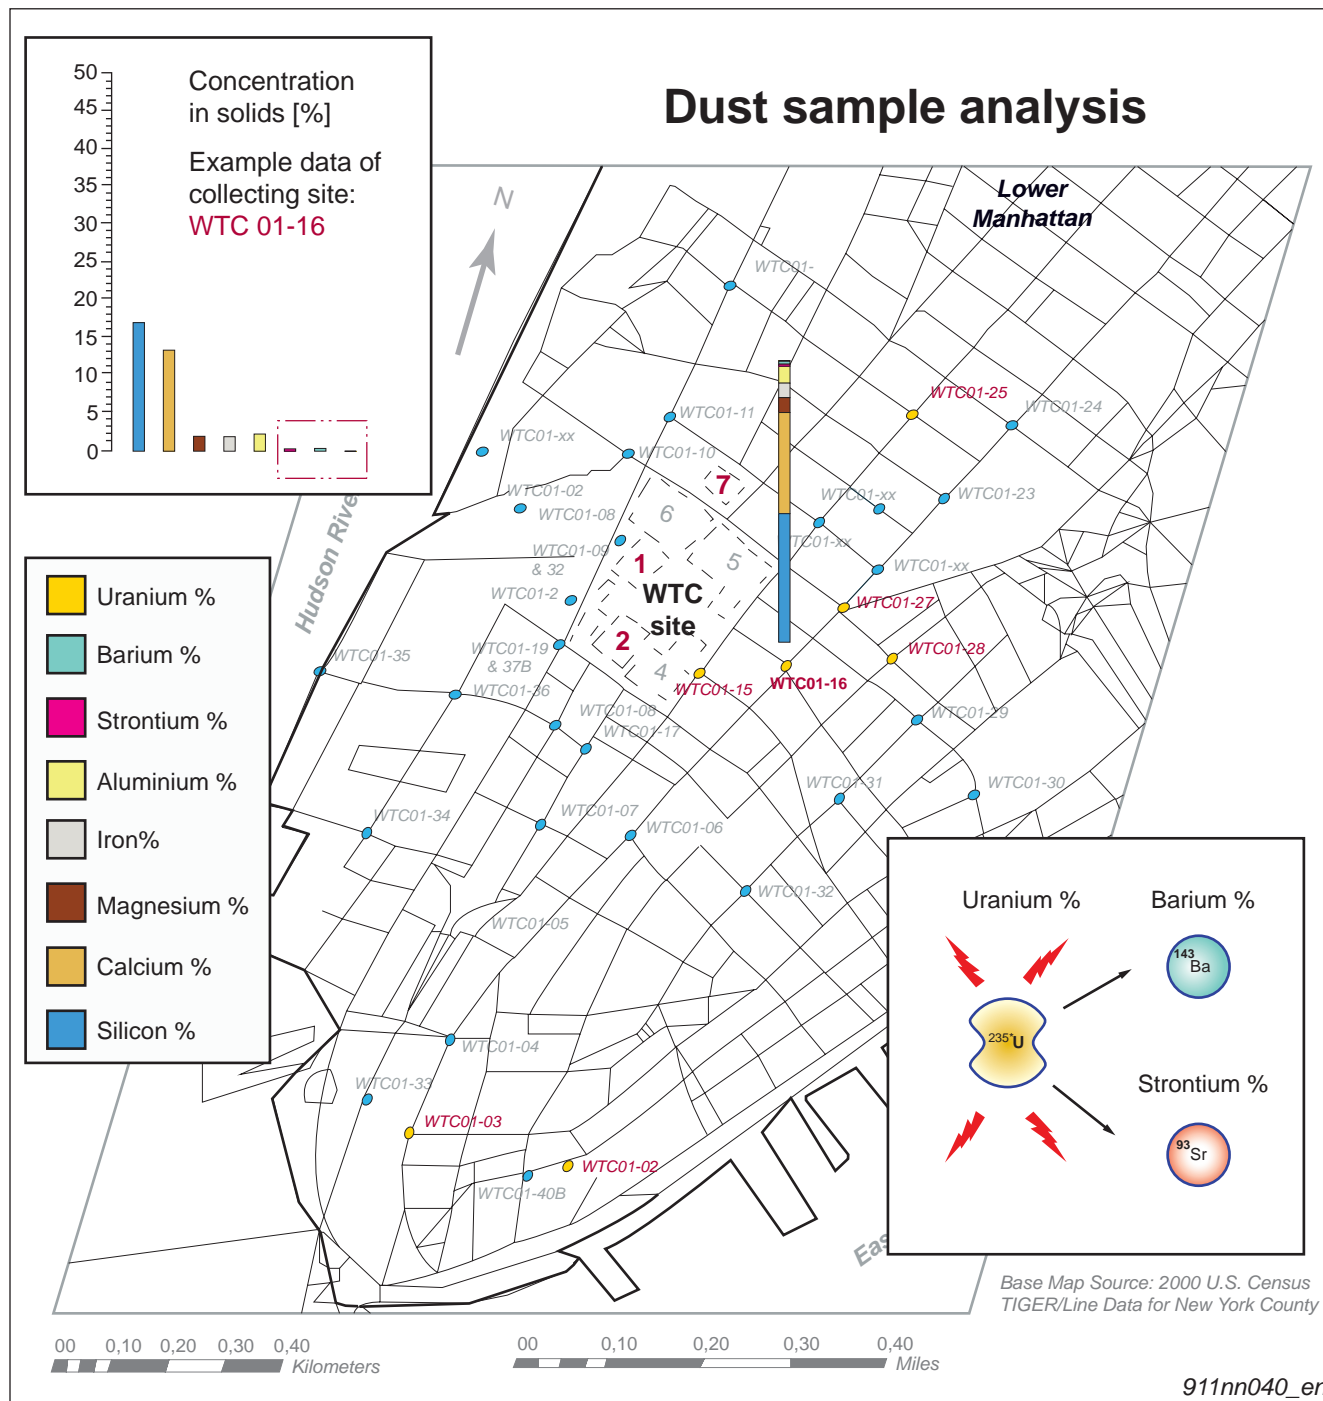 Dust sample analysis
50
45
40
35
30
25
20
15
10
5
0
Concentration
in solids [%]
Example data of
collecting site:
WTC 01-16
N
Lower
Manhattan
Hudson River
WTC01-
WTC01-25
WTC01-24
WTC01-11
WTC01-xx
WTC01-10
WTC01-02
WTC01-08
WTC01-xx
WTC01-23
WTC01-09
& 32
WTC01-xx
WTC01-xx
WTC01-2
WTC01-27
7
6
5
1
WTC
site
2
4
WTC01-19
& 37B
WTC01-28
WTC01-35
WTC01-36
WTC01-15
WTC01-16
WTC01-08
WTC01-17
WTC01-29
WTC01-31
WTC01-30
WTC01-34
WTC01-07
WTC01-06
WTC01-32
WTC01-05
WTC01-04
WTC01-33
WTC01-03
WTC01-02
WTC01-40B
Uranium %
Barium %
Strontium %
Aluminium %
Iron%
Magnesium %
Calcium %
Silicon %
Uranium %
Barium %
143
Ba
235*U
Strontium %
93
Sr
Eas
Base Map Source: 2000 U.S. Census
TIGER/Line Data for New York County
00 0,10 0,20 0,30 0,40
Kilometers
00 0,10 0,20 0,30 0,40
Miles
911nn040_en